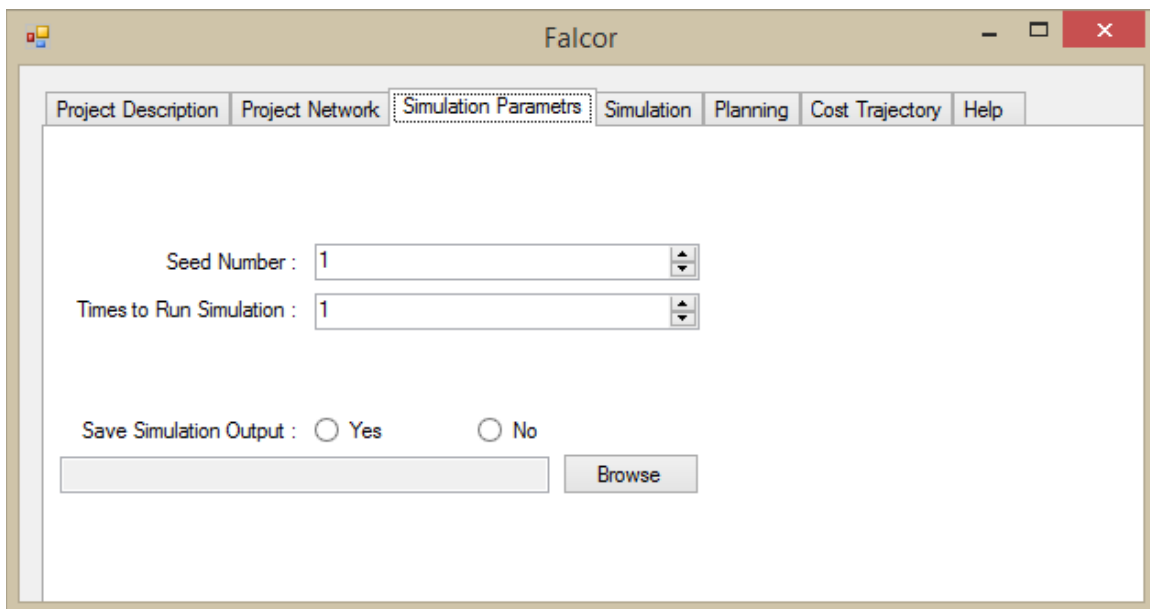 Falcor
Project Description Project Network Simulation Parametrs Simulation Planning Cost Trajectory Help
Seed Number : 1
Times to Run Simulation : 1
Save Simulation Output : Yes No
Browse